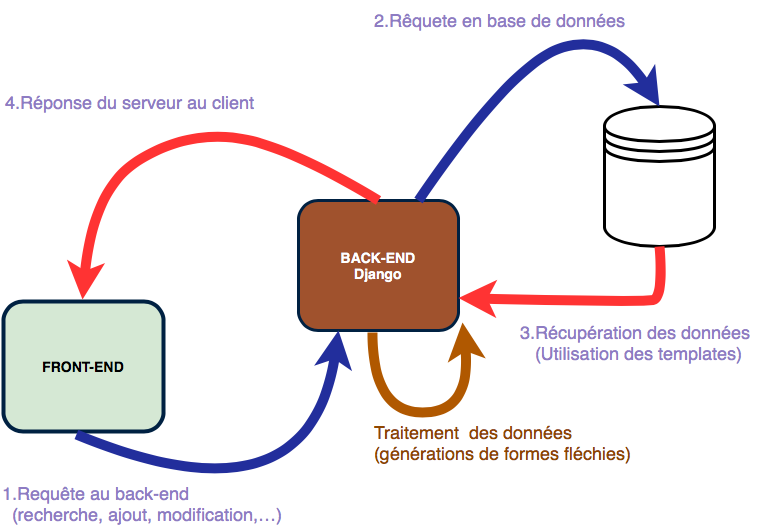 2.Rêquete en base de données
4.Réponse du serveur au client
BACK-END
Django
3.Récupération des données
(Utilisation des templates)
FRONT-END
Traitement des données
(générations de formes fléchies)
1.Requête au back-end
(recherche, ajout, modification,...)